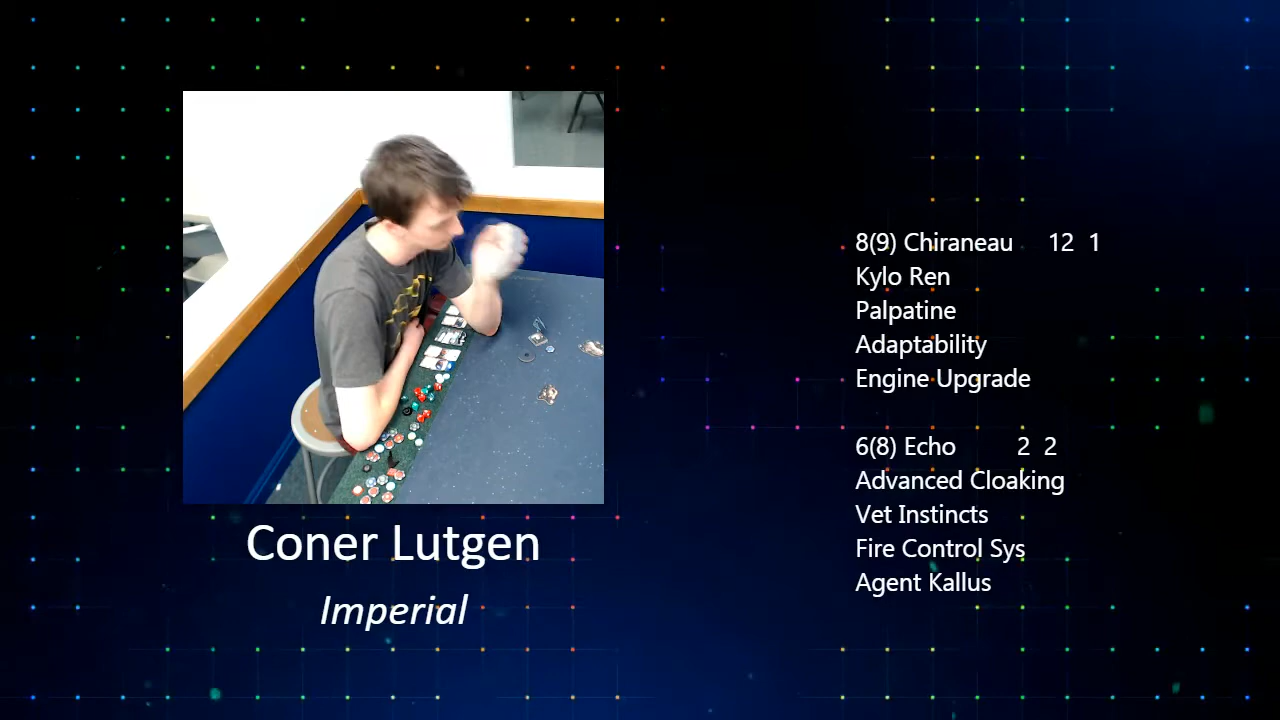 Coner Lutgen
Imperial
8(9) Chiraneau 12 1
Kylo Ren
Palpatine
Adaptability
Engine Upgrade
6(8) Echo 2 2
Advanced Cloaking
Vet Instincts
Fire Control Sys
Agent Kallus